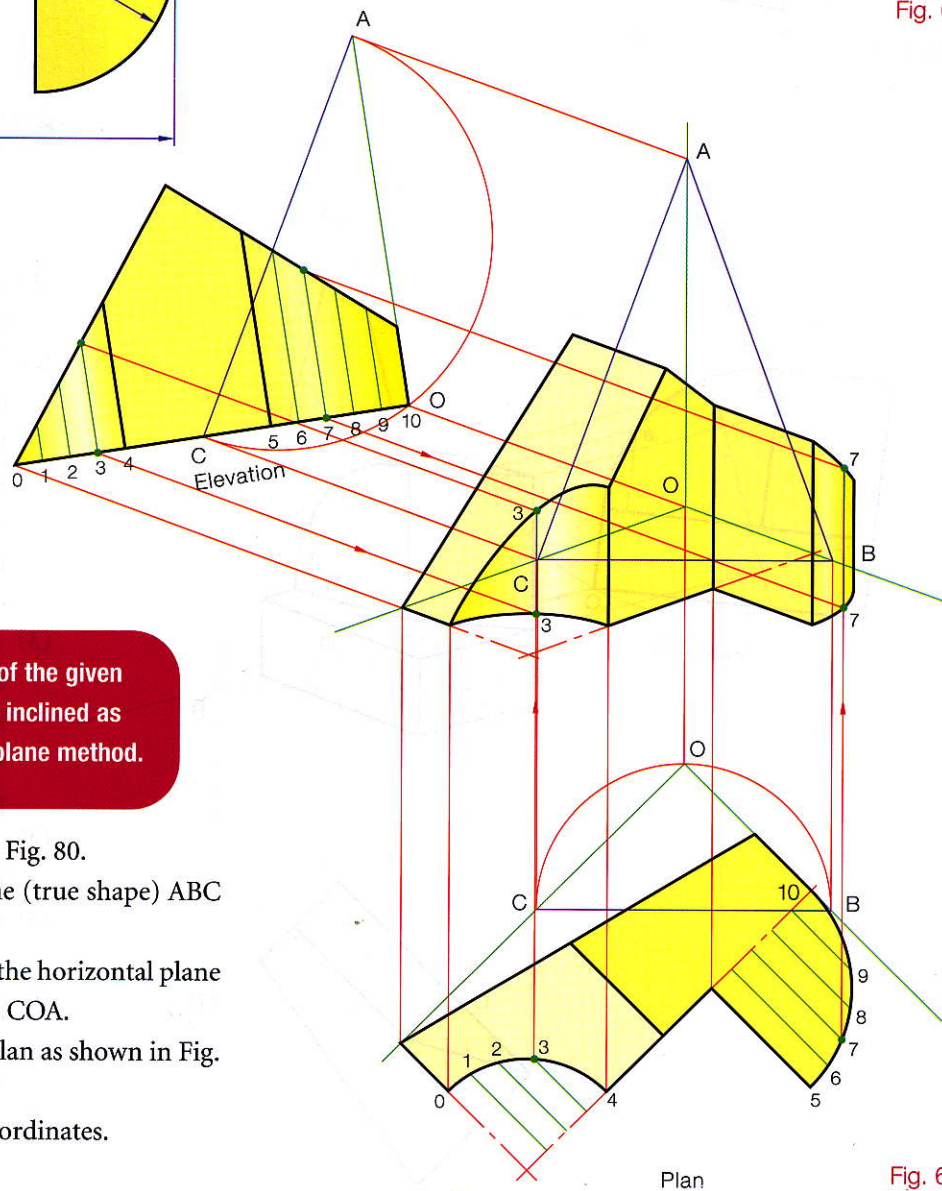 Fig.
A
A
O
0 1 2 3 4 C 5 6 7 8 9 10
Elevation
3
O
7
C
B
3
7
of the given
inclined as
plane method.
Fig. 80.
(true shape) ABC
the horizontal plane
COA.
as shown in Fig.
O
C
10
B
9
8
7
6
5
1 2 3
0
4
Plan
Fig. 6